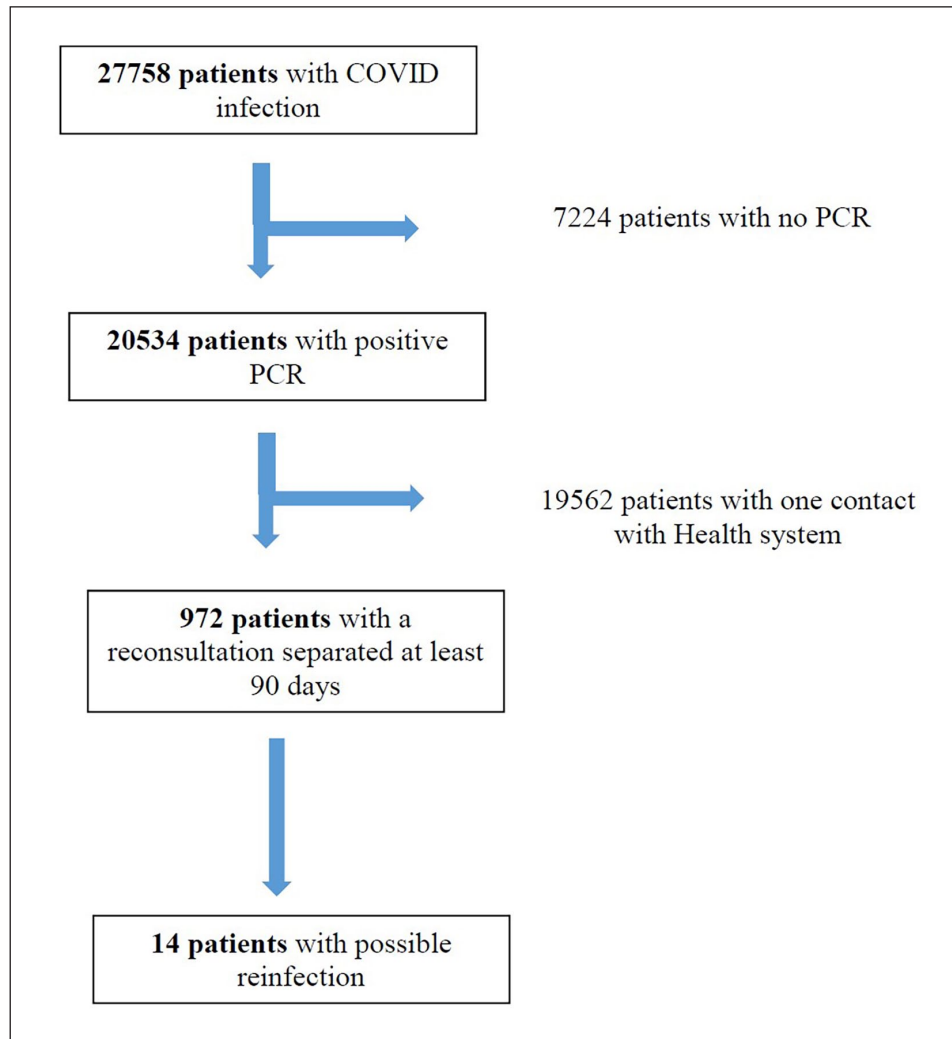 27758 patients with COVID
infection
7224 patients with no PCR
20534 patients with positive
PCR
19562 patients with one contact
with Health system
972 patients with a
reconsultation separated at least
90 days
14 patients with possible
reinfection